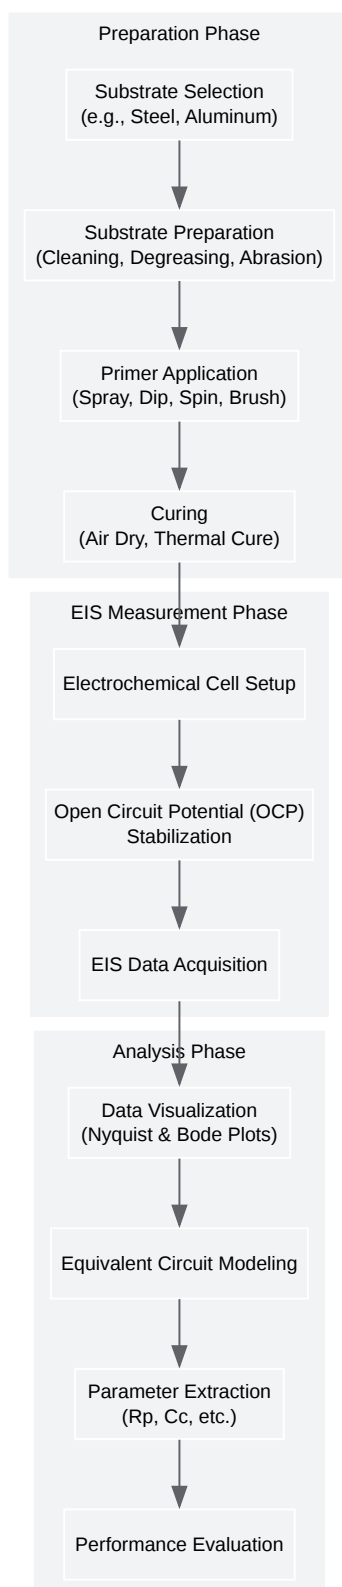 Preparation Phase
Substrate Selection
(e.g., Steel, Aluminum)
Substrate Preparation
(Cleaning, Degreasing, Abrasion)
Primer Application
(Spray, Dip, Spin, Brush)
Curing
(Air Dry, Thermal Cure)
EIS Measurement Phase
Electrochemical Cell Setup
Open Circuit Potential (OCP)
Stabilization
EIS Data Acquisition
Analysis Phase
Data Visualization
(Nyquist & Bode Plots)
Equivalent Circuit Modeling
Parameter Extraction
(Rp, Cc, etc.)
Performance Evaluation